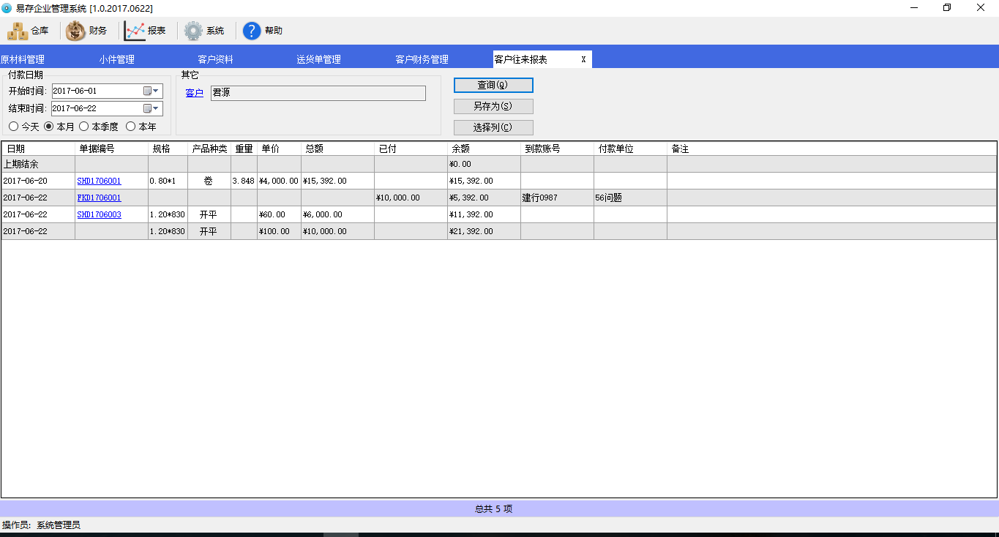 易存企业管理系统 [1.0.2017.0622]
仓库 财务 报表 系统 ? 帮助
原材料管理 小件管理 客户资料 送货单管理 客户财务管理 客户往来报表 X
付款日期 其它
开始时间: 2017-06-01 客户 君源 查询(Q)
结束时间: 2017-06-22 另存为(S)
今天 本月 本季度 本年 选择列(C)
日期 单据编号 规格 产品种类 重量 单价 总额 已付 余额 到款账号 付款单位 备注
上期结余 ¥0.00
2017-06-20 SHD1706001 0.80*1 卷 3.848 ¥4,000.00 ¥15,392.00 ¥15,392.00
2017-06-22 FKD1706001 ¥10,000.00 ¥5,392.00 建行0987 56问题
2017-06-22 SHD1706003 1.20*830 开平 ¥60.00 ¥6,000.00 ¥11,392.00
2017-06-22 1.20*830 开平 ¥100.00 ¥10,000.00 ¥21,392.00
总共 5 项
操作员: 系统管理员